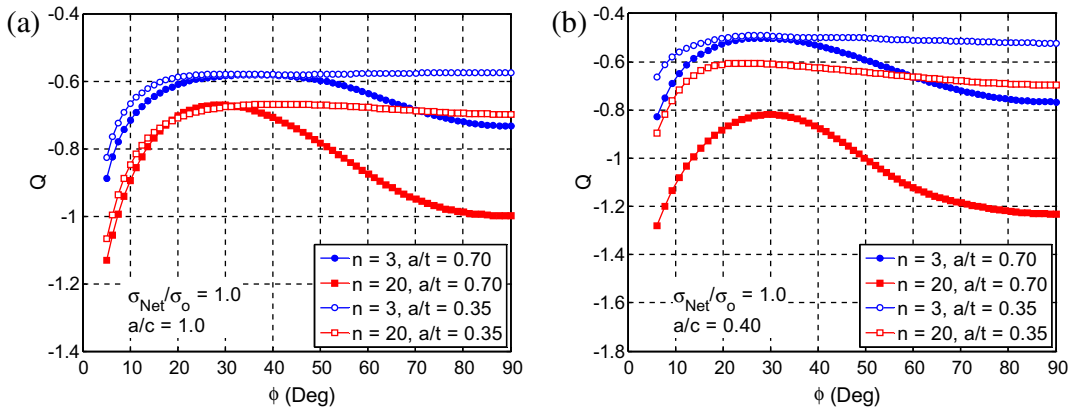 (a)
-0.4
-0.6
-0.8
-1
-1.2
-1.4
Q
0 10 20 30 40 50 60 70 80 90
ϕ (Deg)
σNet/σo = 1.0
a/c = 1.0
n = 3, a/t = 0.70
n = 20, a/t = 0.70
n = 3, a/t = 0.35
n = 20, a/t = 0.35
(b)
-0.4
-0.6
-0.8
-1
-1.2
-1.4
-1.6
-1.8
Q
0 10 20 30 40 50 60 70 80 90
ϕ (Deg)
σNet/σo = 1.0
a/c = 0.40
n = 3, a/t = 0.70
n = 20, a/t = 0.70
n = 3, a/t = 0.35
n = 20, a/t = 0.35